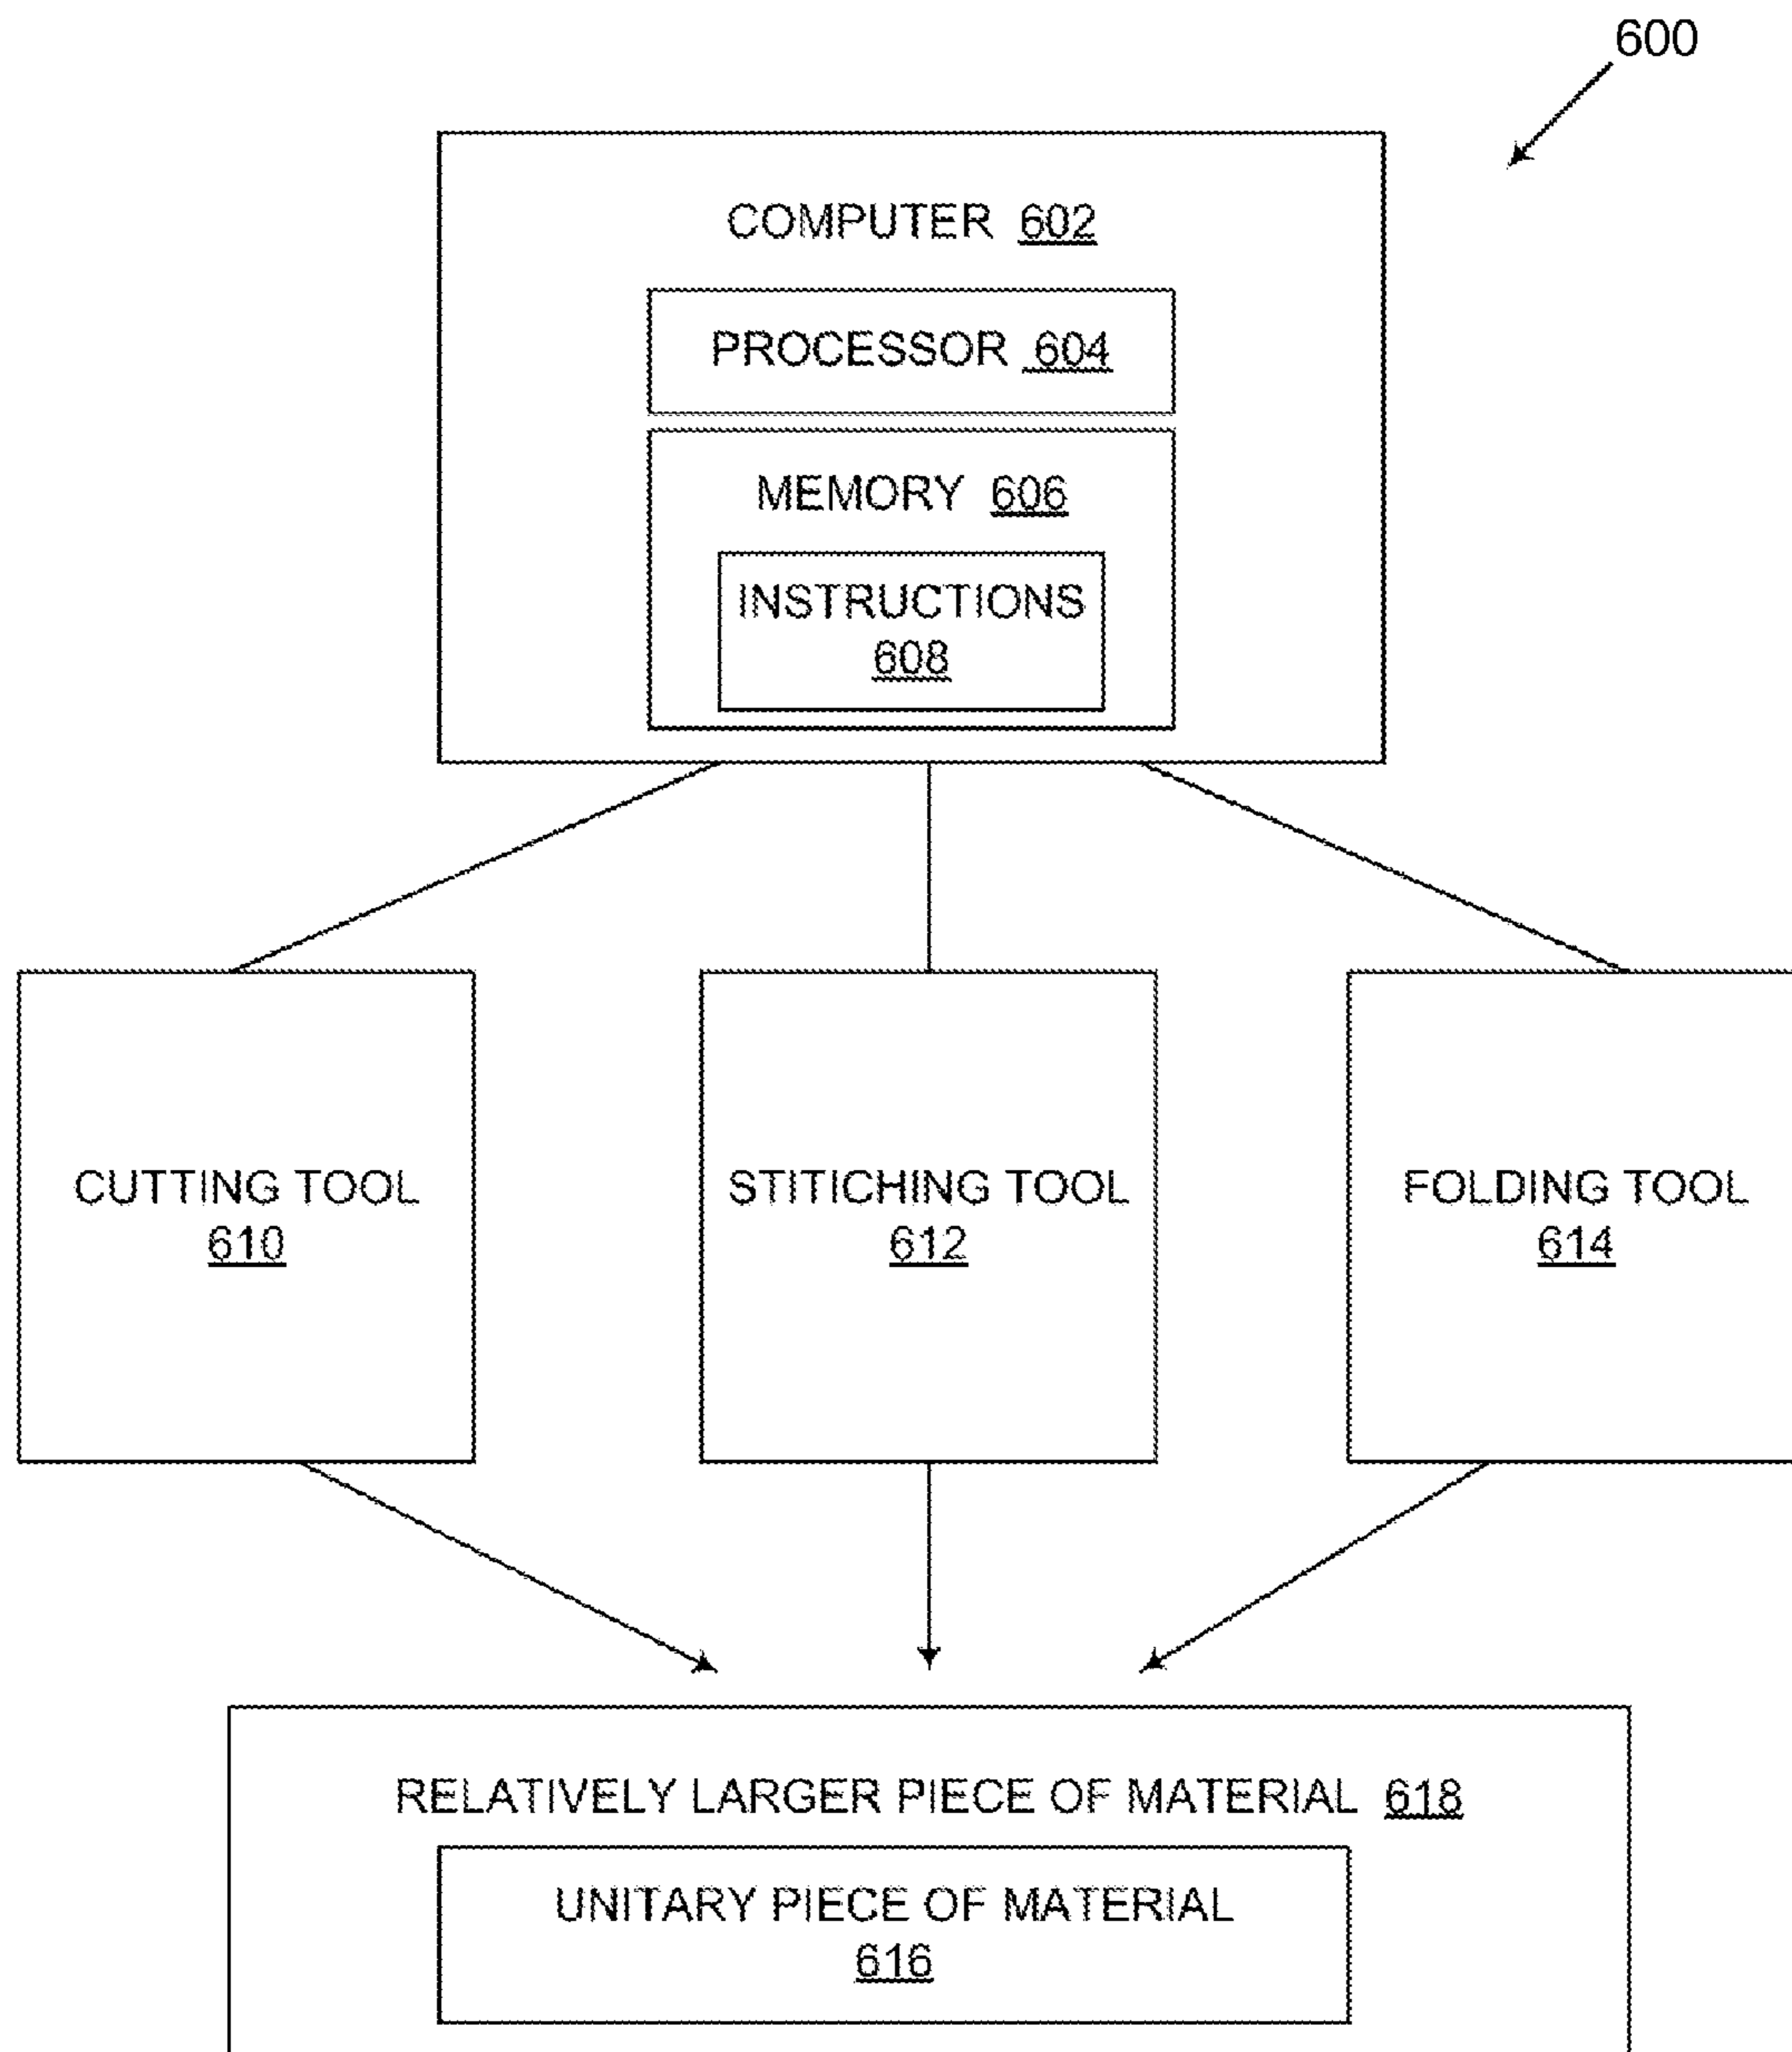 600
COMPUTER 602
PROCESSOR 604
MEMORY 606
INSTRUCTIONS
608
CUTTING TOOL
610
STITICHING TOOL
612
FOLDING TOOL
614
RELATIVELY LARGER PIECE OF MATERIAL 618
UNITARY PIECE OF MATERIAL
616